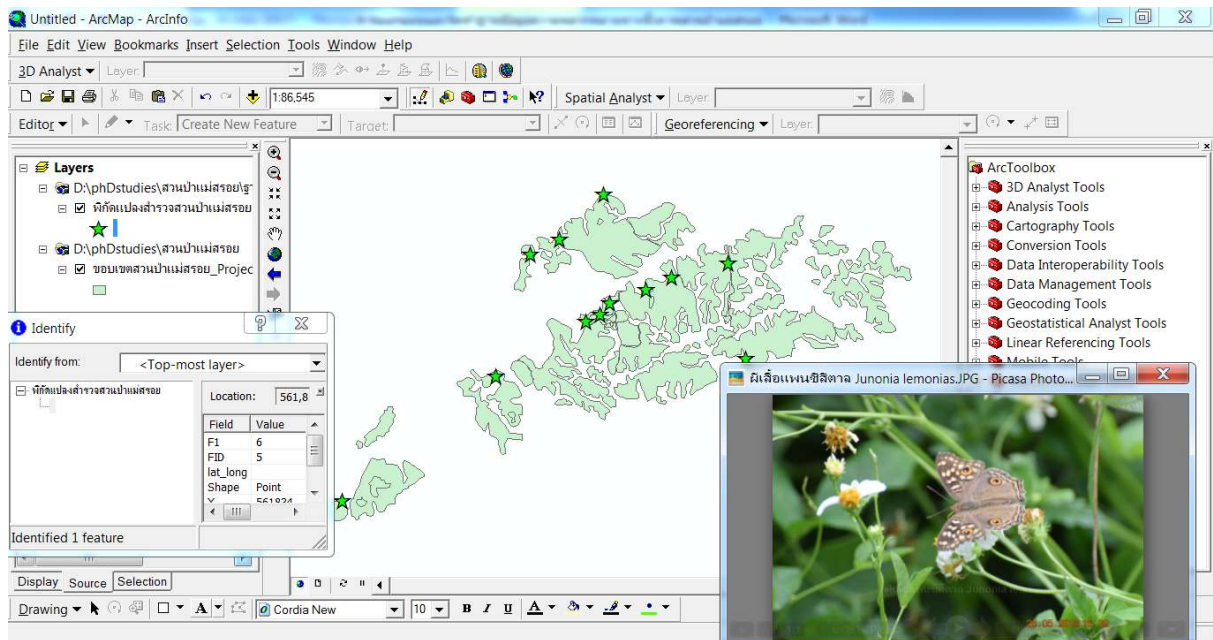 Untitled - ArcMap - ArcInfo
File Edit View Bookmarks Insert Selection Tools Window Help
3D Analyst Layer:
1:86,545 Spatial Analyst Layer:
Editor Task: Create New Feature Target: Georeferencing Layer:
Layers
D:\phDstudies\สวนป่าแม่สรอย\ฐา
พิกัดแปลงสำรวจสวนป่าแม่สรอย
D:\phDstudies\สวนป่าแม่สรอย
ขอบเขตสวนป่าแม่สรอย_Projec
ArcToolbox
3D Analyst Tools
Analysis Tools
Cartography Tools
Conversion Tools
Data Interoperability Tools
Data Management Tools
Geocoding Tools
Geostatistical Analyst Tools
Linear Referencing Tools
Mobile Tools
Identify
Identify from: <Top-most layer>
พิกัดแปลงสำรวจสวนป่าแม่สรอย
Location: 561,8
Field Value
F1 6
FID 5
lat_long
Shape Point
561824
Identified 1 feature
ผีเสื้อแพนซีสีตาล Junonia lemonias.JPG - Picasa Photo...
Display Source Selection
Drawing A Cordia New 10 B I U A